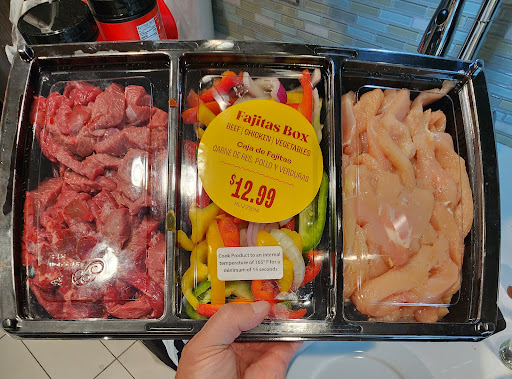 Fajitas Box
BEEF | CHICKEN | VEGETABLES
Caja de Fajitas
CARNE DE RES, POLLO Y VERDURAS
$12.99
Cook Product to an internal
temperature of 165° F for a
minimum of 15 seconds